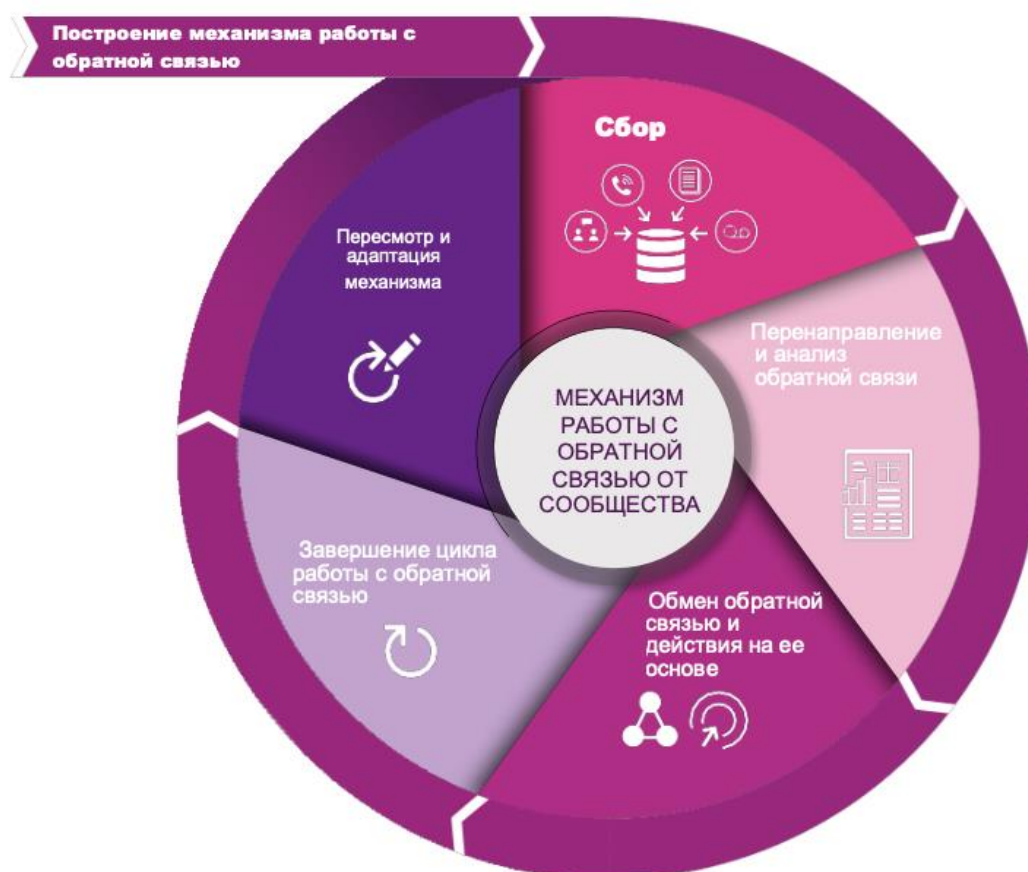 Построение механизма работы с
обратной связью
Сбор
Перенаправление
и анализ
обратной связи
Обмен обратной
связью и
действия на ее
основе
Завершение цикла
работы с обратной
связью
Пересмотр и
адаптация
механизма
МЕХАНИЗМ
РАБОТЫ С
ОБРАТНОЙ
СВЯЗЬЮ ОТ
СООБЩЕСТВА